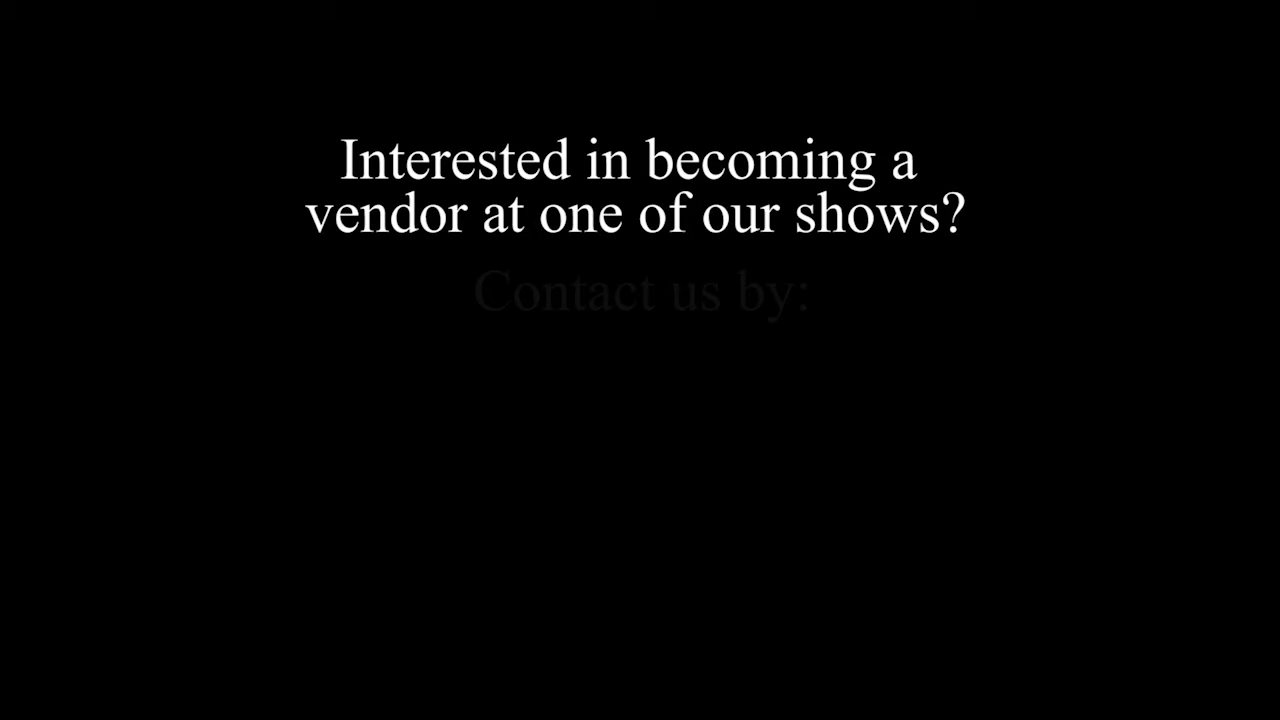 Interested in becoming a
vendor at one of our shows?
Contact us by: